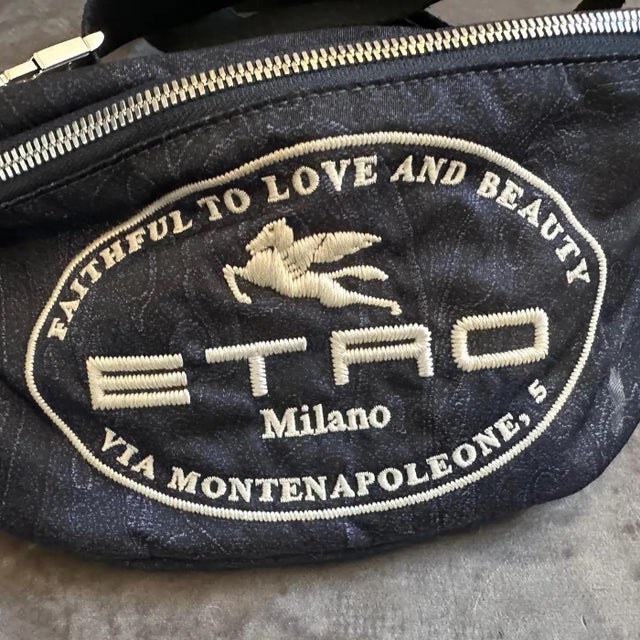 FAITHFUL TO LOVE AND BEAUTY
ETRO
Milano
VIA MONTENAPOLEONE, 5